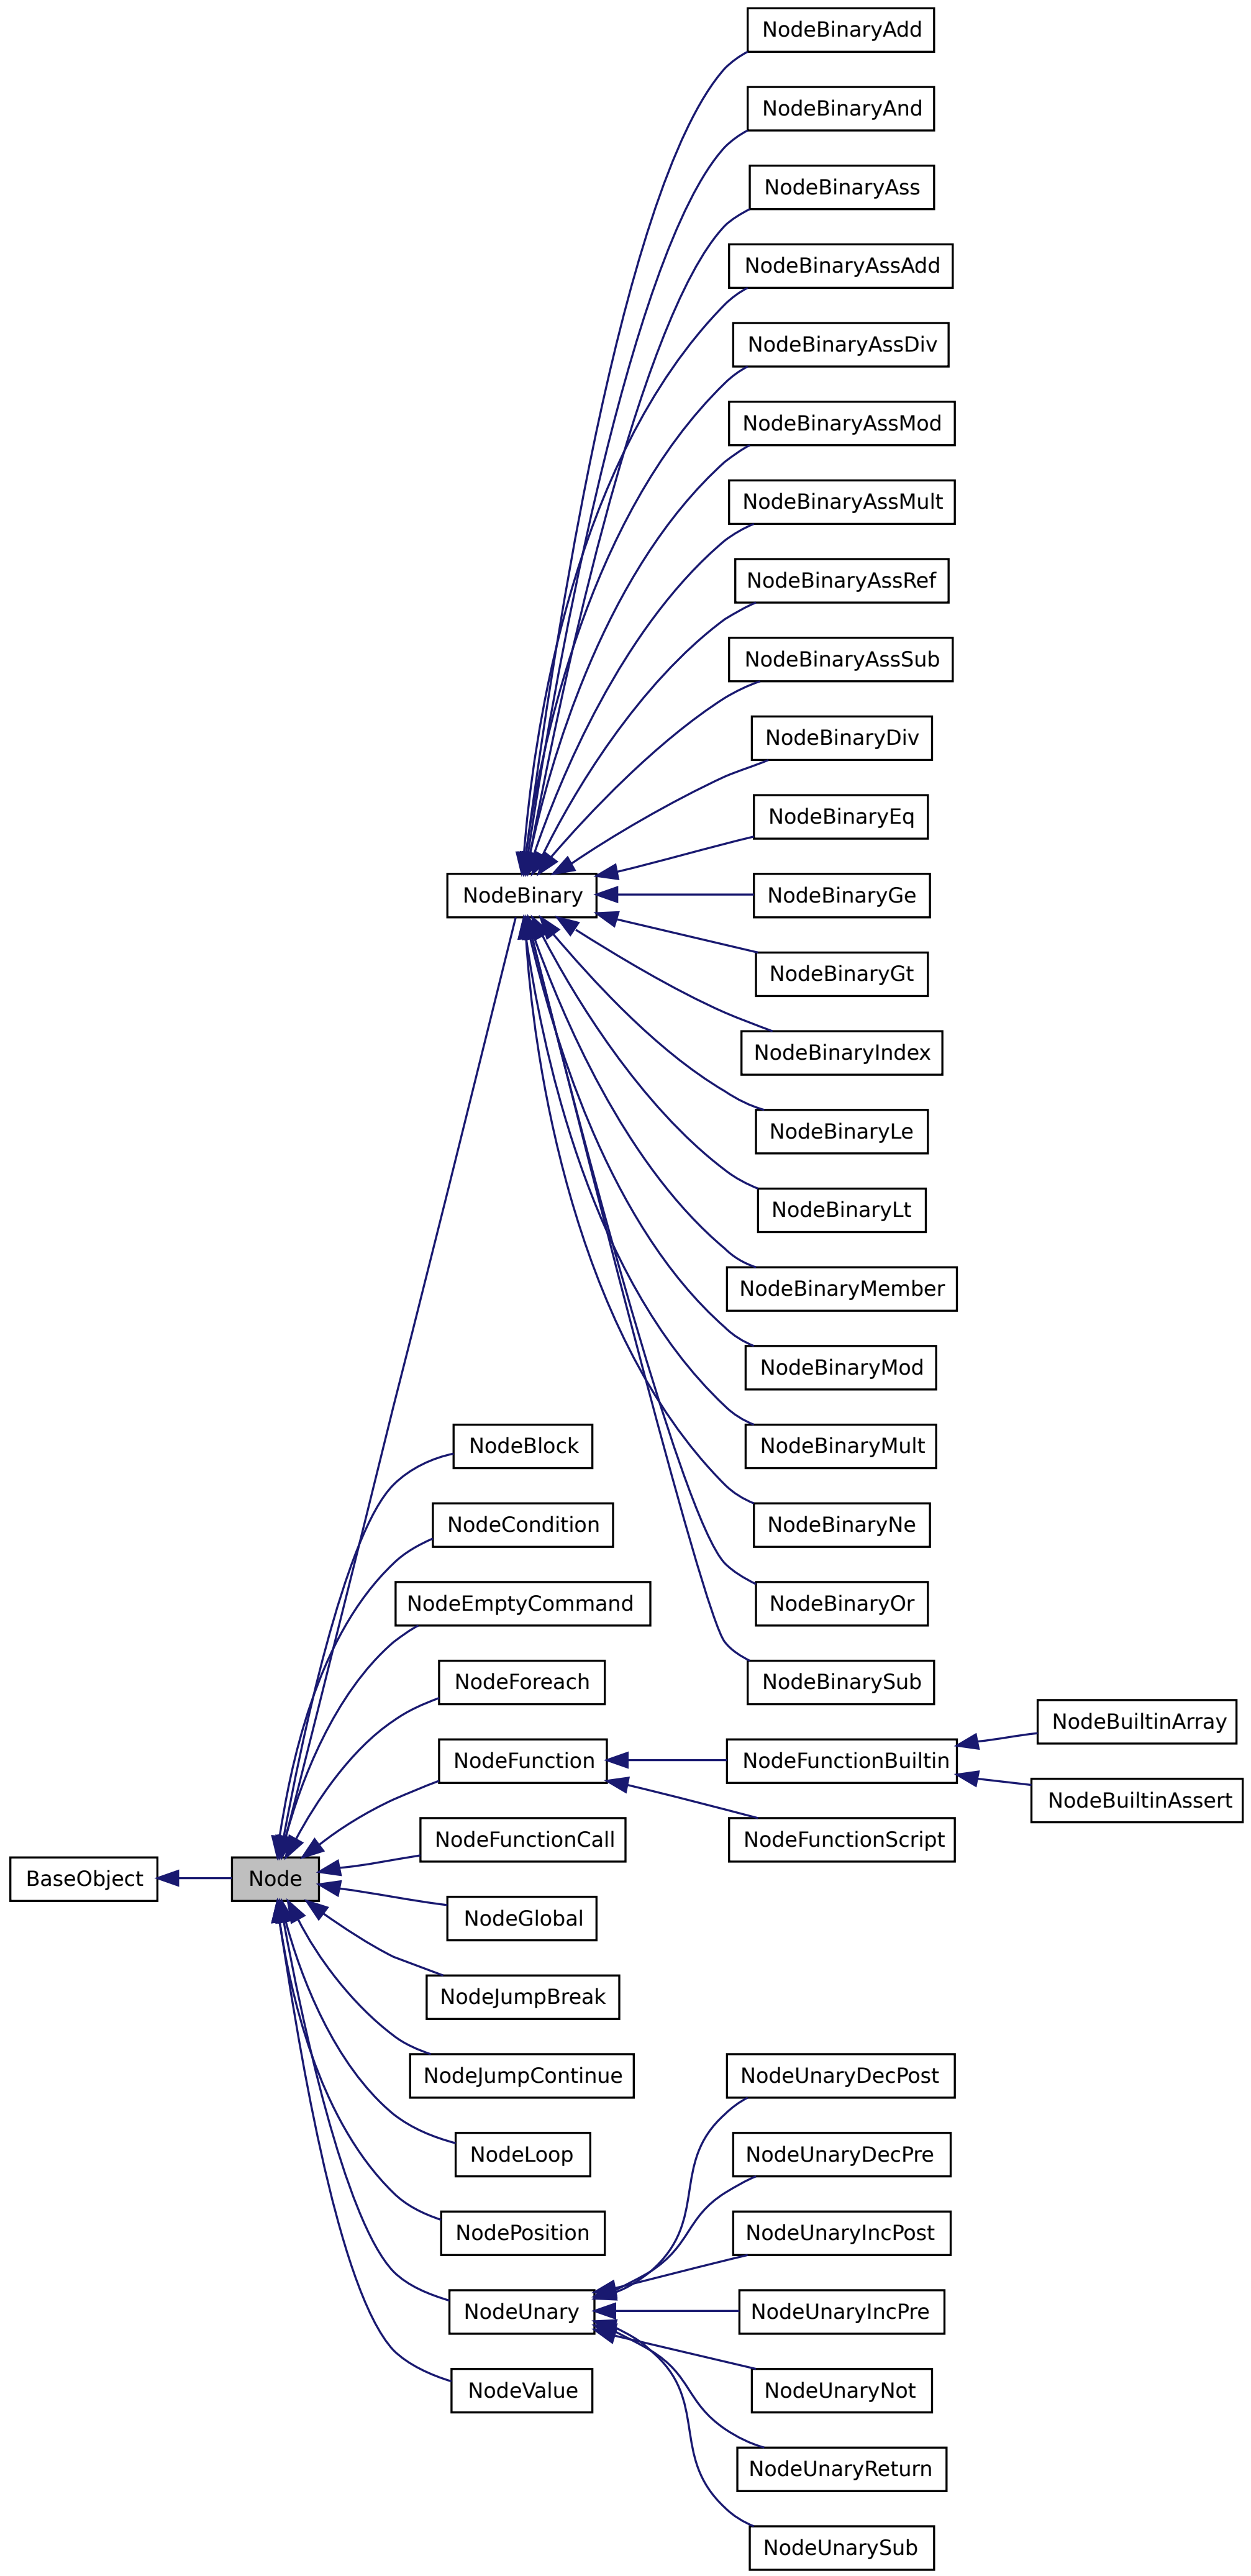 NodeBinaryAdd
NodeBinaryAnd
NodeBinaryAss
NodeBinaryAssAdd
NodeBinaryAssDiv
NodeBinaryAssMod
NodeBinaryAssMult
NodeBinaryAssRef
NodeBinaryAssSub
NodeBinaryDiv
NodeBinaryEq
NodeBinary
NodeBinaryGe
NodeBinaryGt
NodeBinaryIndex
NodeBinaryLe
NodeBinaryLt
NodeBinaryMember
NodeBinaryMod
NodeBlock
NodeBinaryMult
NodeCondition
NodeBinaryNe
NodeEmptyCommand
NodeBinaryOr
NodeForeach
NodeBinarySub
NodeBuiltinArray
NodeFunction
NodeFunctionBuiltin
NodeBuiltinAssert
NodeFunctionCall
NodeFunctionScript
BaseObject
Node
NodeGlobal
NodeJumpBreak
NodeJumpContinue
NodeUnaryDecPost
NodeLoop
NodeUnaryDecPre
NodePosition
NodeUnaryIncPost
NodeUnary
NodeUnaryIncPre
NodeValue
NodeUnaryNot
NodeUnaryReturn
NodeUnarySub